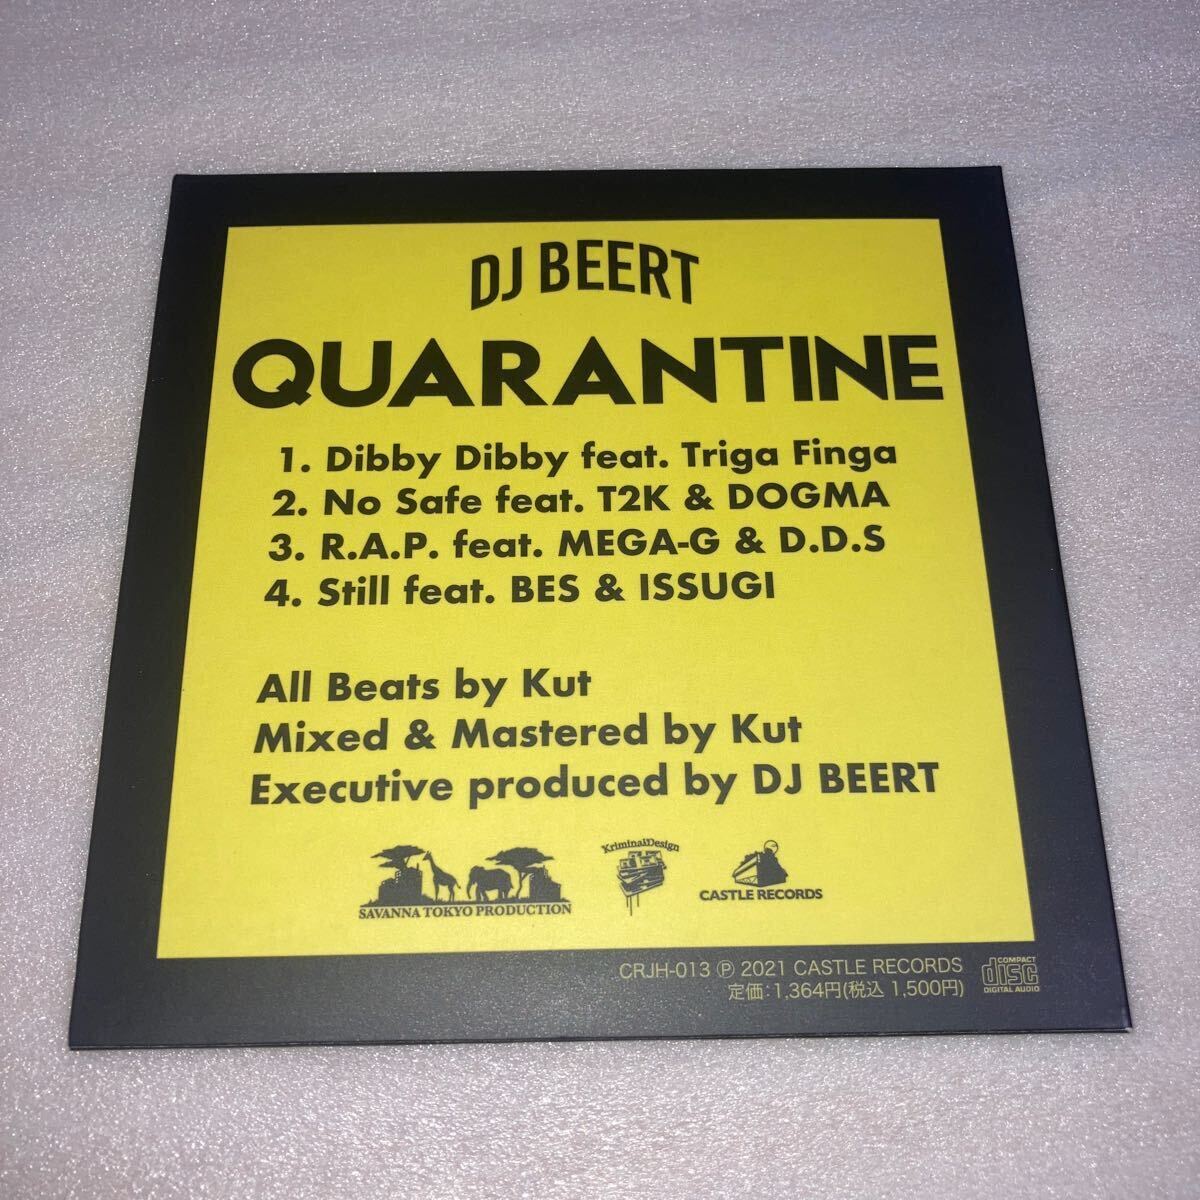 DJ BEERT
QUARANTINE
1. Dibby Dibby feat. Triga Finga
2. No Safe feat. T2K & DOGMA
3. R.A.P. feat. MEGA-G & D.D.S
4. Still feat. BES & ISSUGI
All Beats by Kut
Mixed & Mastered by Kut
Executive produced by DJ BEERT
SAVANNA TOKYO PRODUCTION
KriminalDesign
CASTLE RECORDS
CRJH-013 Ⓟ 2021 CASTLE RECORDS
定価:1,364円(税込 1,500円)
COMPACT
disc
DIGITAL AUDIO